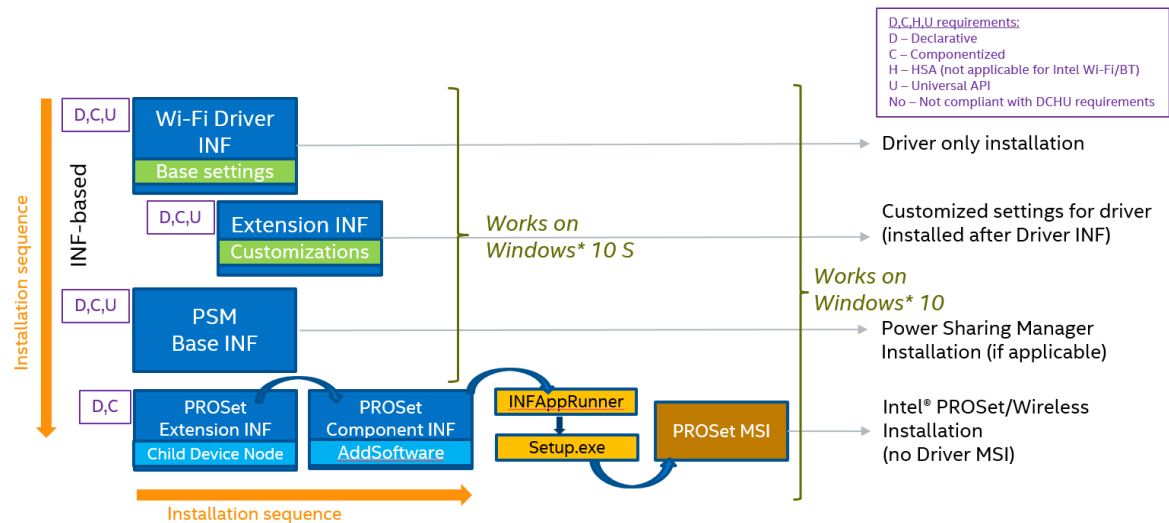 D,C,H,U requirements:
D – Declarative
C – Componentized
H – HSA (not applicable for Intel Wi-Fi/BT)
U – Universal API
No – Not compliant with DCHU requirements
Installation sequence
INF-based
D,C,U
Wi-Fi Driver
INF
Base settings
Driver only installation
D,C,U
Extension INF
Customizations
Works on
Windows* 10 S
Customized settings for driver
(installed after Driver INF)
Works on
Windows* 10
D,C,U
PSM
Base INF
Power Sharing Manager
Installation (if applicable)
D,C
PROSet
Extension INF
Child Device Node
PROSet
Component INF
AddSoftware
INFAppRunner
Setup.exe
PROSet MSI
Intel® PROSet/Wireless
Installation
(no Driver MSI)
Installation sequence